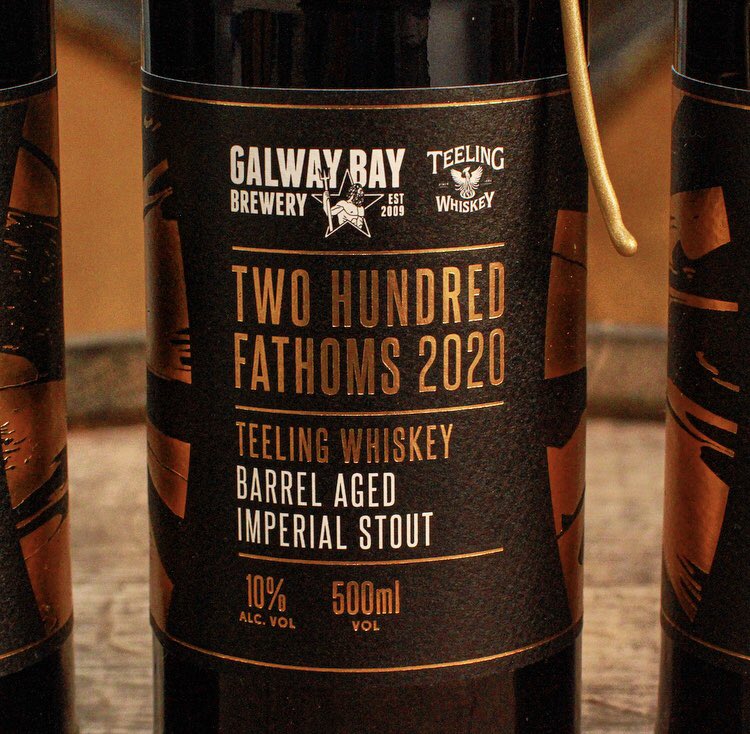 GALWAY BAY
BREWERY
EST
2009
TEELING
WHISKEY
TWO HUNDRED
FATHOMS 2020
TEELING WHISKEY
BARREL AGED
IMPERIAL STOUT
10% 500ml
ALC. VOL VOL